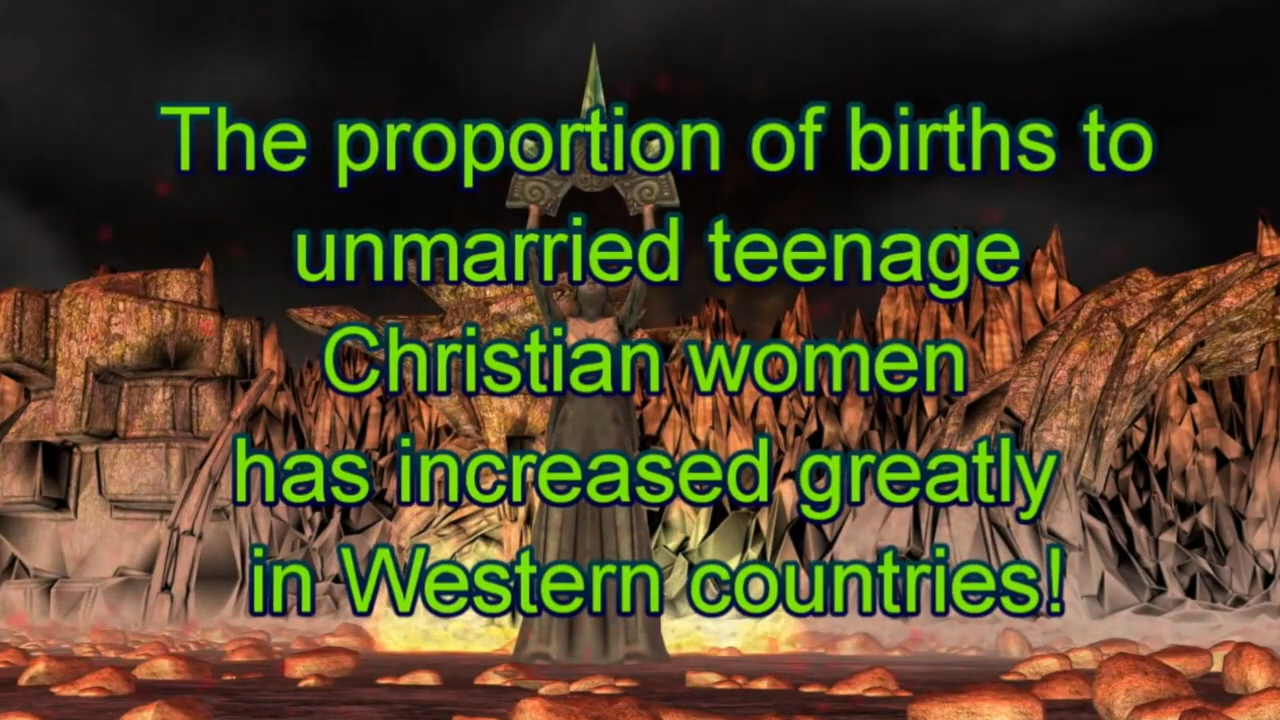 The proportion of births to
unmarried teenage
Christian women
has increased greatly
in Western countries!